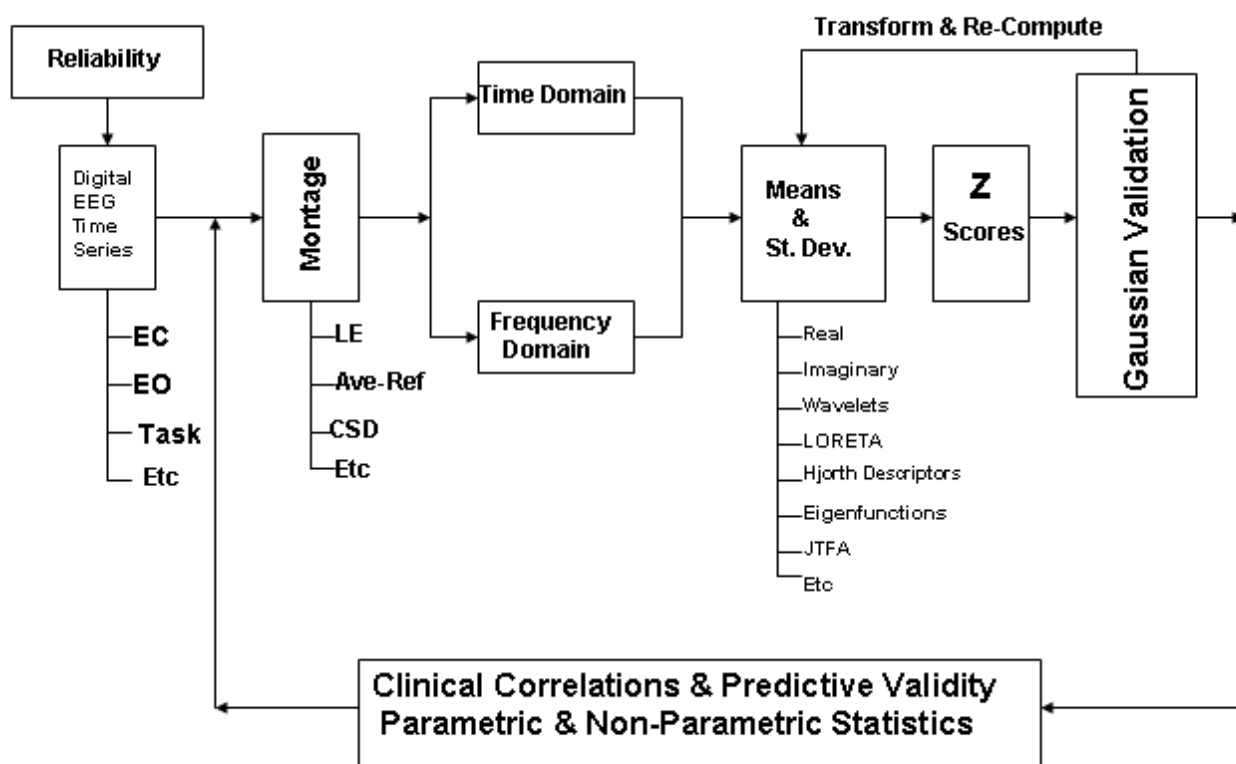 Transform & Re-Compute
Reliability
Digital
EEG
Time
Series
EC
EO
Task
Etc
Montage
LE
Ave-Ref
CSD
Etc
Time Domain
Frequency
Domain
Means
&
St. Dev.
Real
Imaginary
Wavelets
LORETA
Hjorth Descriptors
Eigenfunctions
JTFA
Etc
Z
Scores
Gaussian Validation
Clinical Correlations & Predictive Validity
Parametric & Non-Parametric Statistics